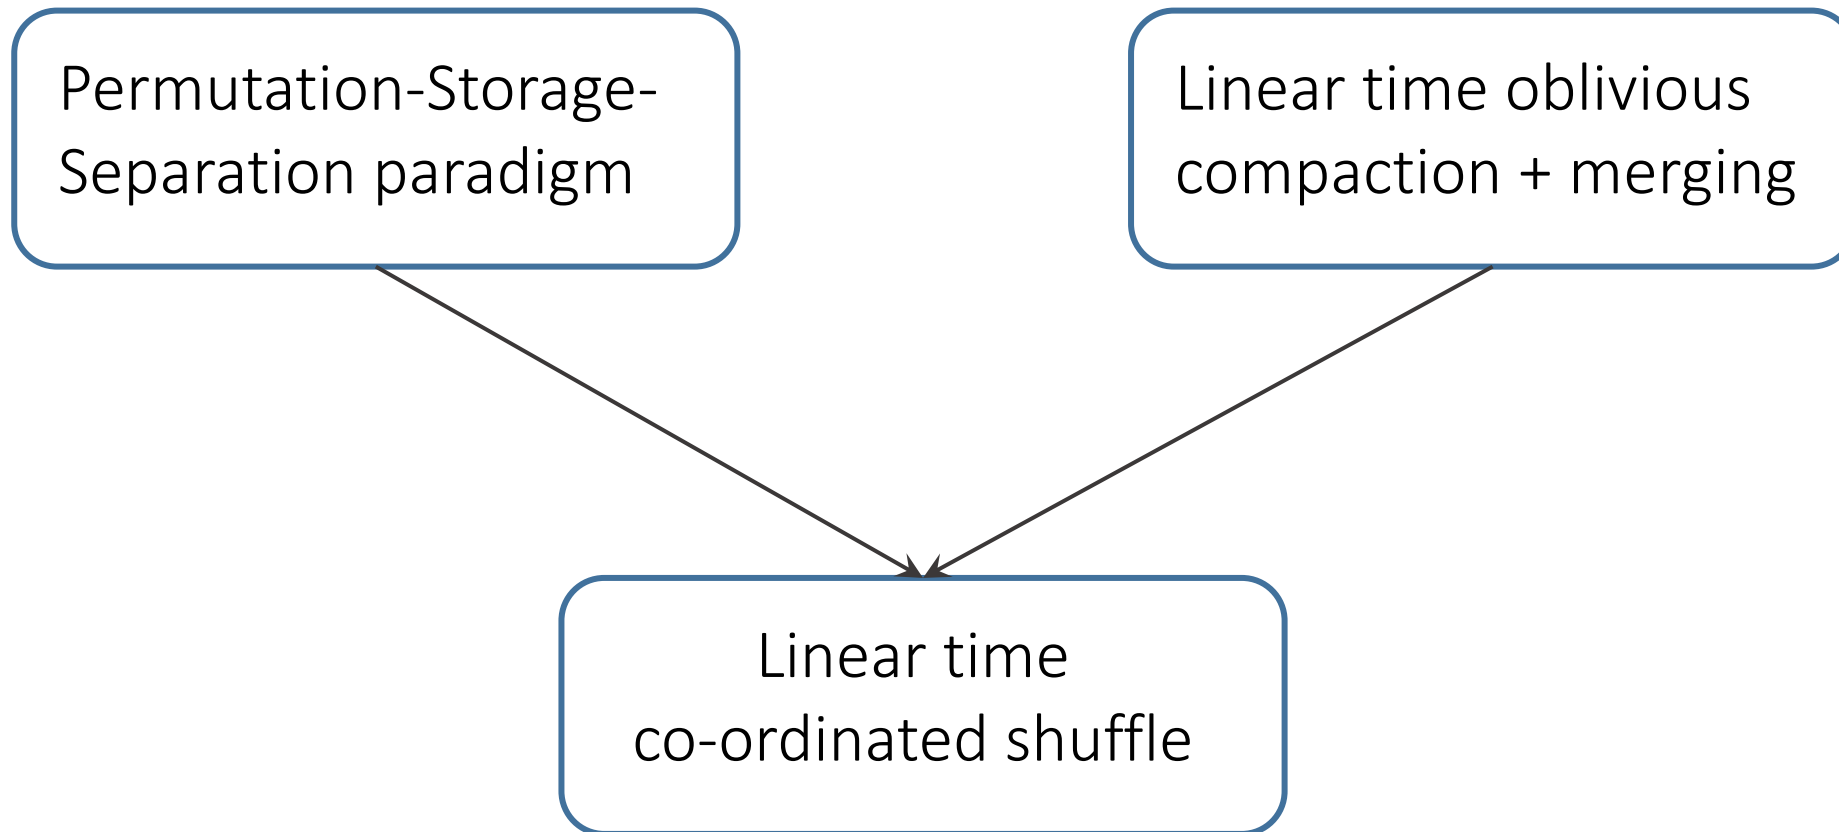 Permutation-Storage-
Separation paradigm
Linear time oblivious
compaction + merging
Linear time
co-ordinated shuffle